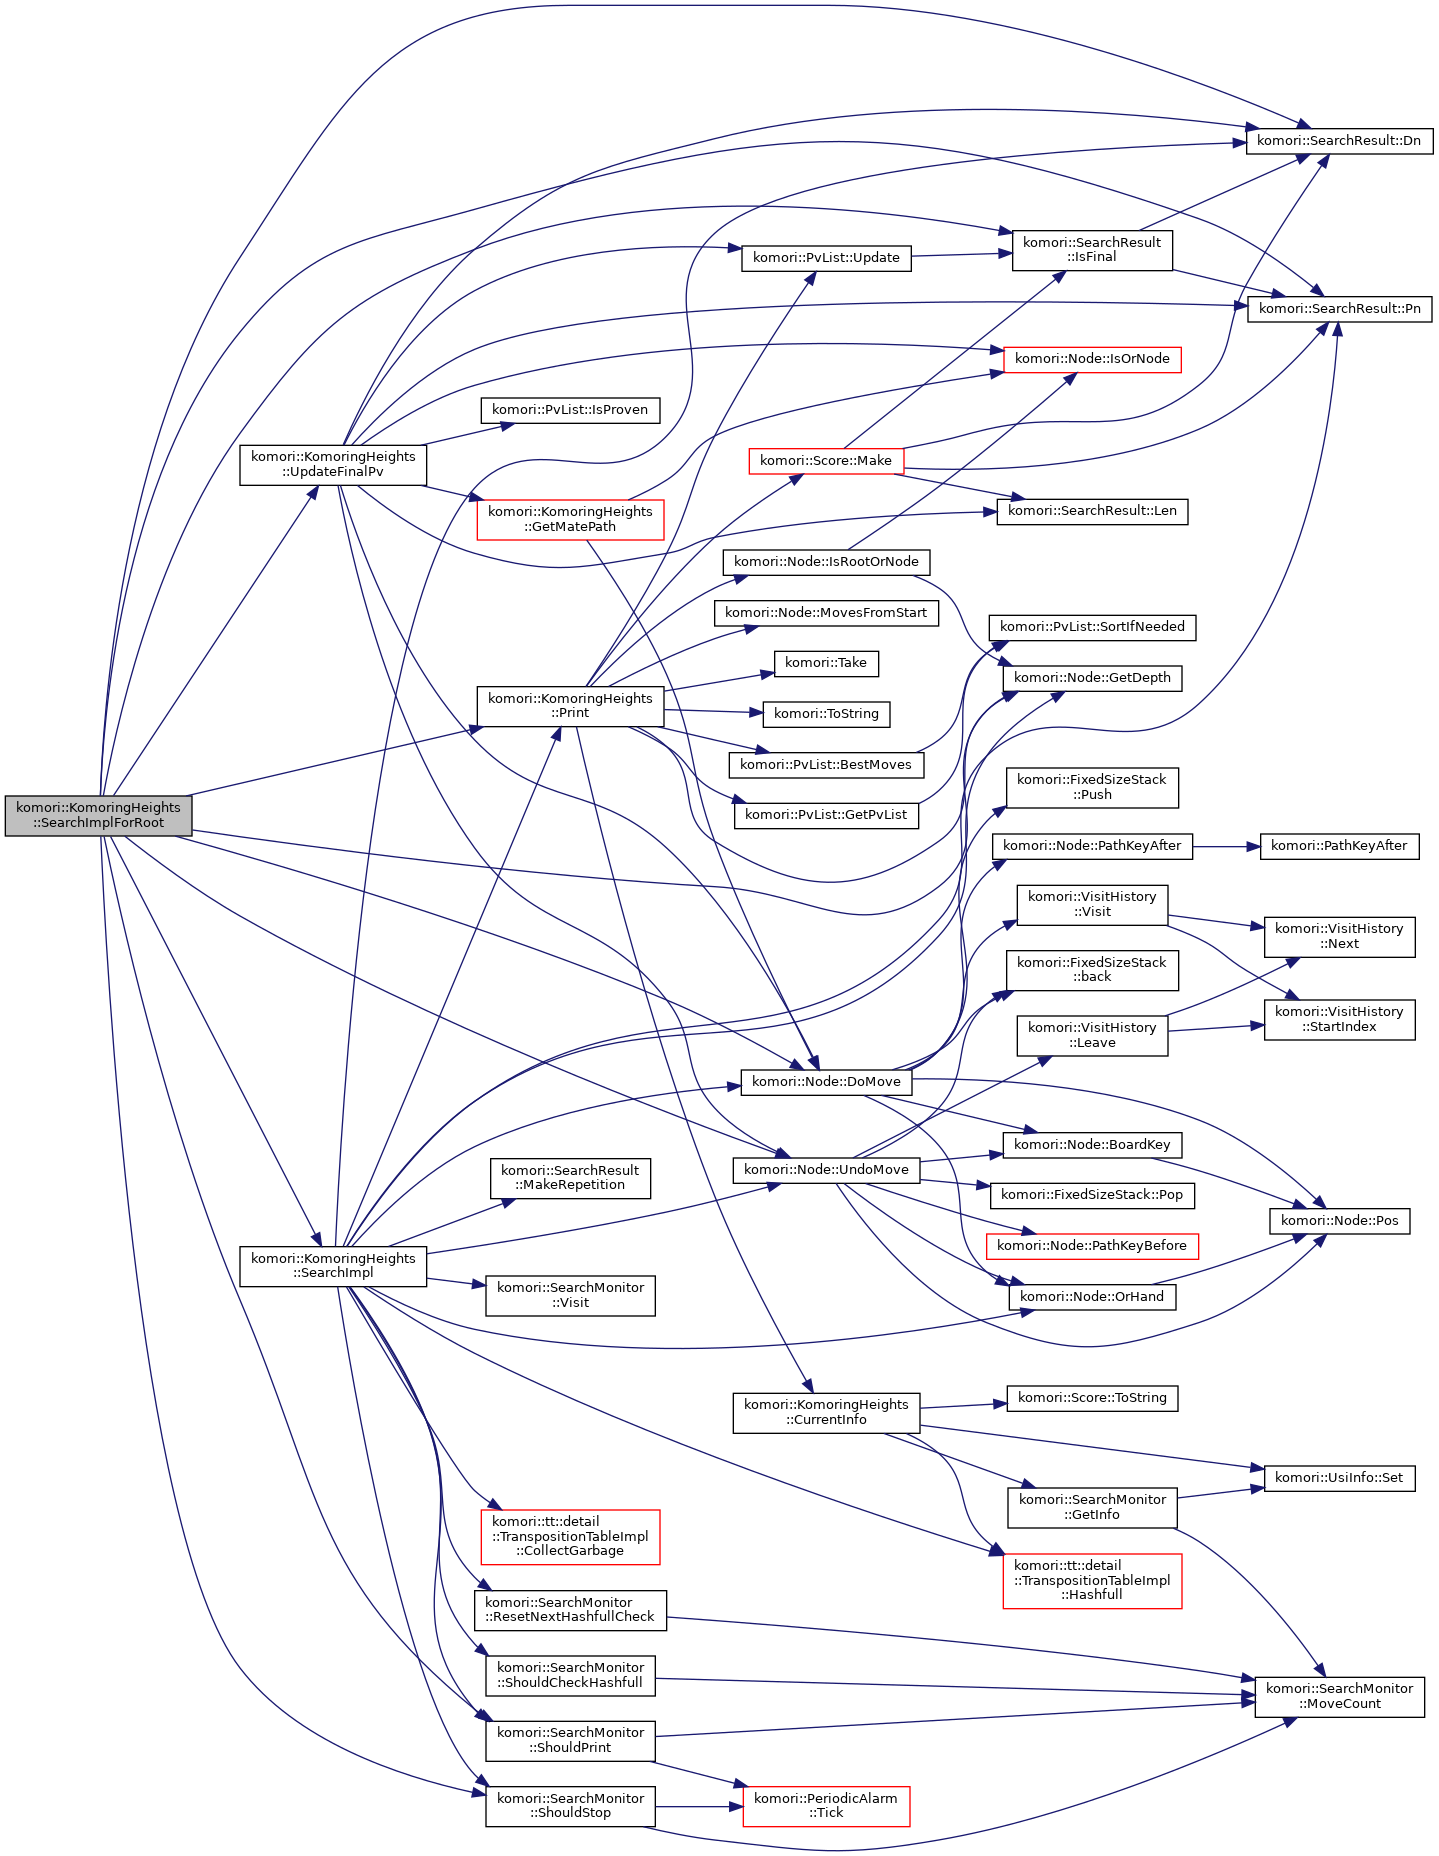 komori::KomoringHeights
::SearchImplForRoot
komori::KomoringHeights
::UpdateFinalPv
komori::KomoringHeights
::SearchImpl
komori::PvList::IsProven
komori::KomoringHeights
::GetMatePath
komori::KomoringHeights
::Print
komori::SearchResult
::MakeRepetition
komori::SearchMonitor
::Visit
komori::tt::detail
::TranspositionTableImpl
::CollectGarbage
komori::SearchMonitor
::ResetNextHashfullCheck
komori::SearchMonitor
::ShouldCheckHashfull
komori::SearchMonitor
::ShouldPrint
komori::SearchMonitor
::ShouldStop
komori::PvList::Update
komori::Score::Make
komori::Node::IsRootOrNode
komori::Node::MovesFromStart
komori::Take
komori::ToString
komori::PvList::BestMoves
komori::PvList::GetPvList
komori::Node::DoMove
komori::Node::UndoMove
komori::KomoringHeights
::CurrentInfo
komori::PeriodicAlarm
::Tick
komori::SearchResult
::IsFinal
komori::Node::IsOrNode
komori::SearchResult::Len
komori::PvList::SortIfNeeded
komori::Node::GetDepth
komori::FixedSizeStack
::Push
komori::Node::PathKeyAfter
komori::VisitHistory
::Visit
komori::FixedSizeStack
::back
komori::VisitHistory
::Leave
komori::Node::BoardKey
komori::FixedSizeStack::Pop
komori::Node::PathKeyBefore
komori::Node::OrHand
komori::Score::ToString
komori::SearchMonitor
::GetInfo
komori::tt::detail
::TranspositionTableImpl
::Hashfull
komori::SearchResult::Dn
komori::SearchResult::Pn
komori::PathKeyAfter
komori::VisitHistory
::Next
komori::VisitHistory
::StartIndex
komori::Node::Pos
komori::UsiInfo::Set
komori::SearchMonitor
::MoveCount